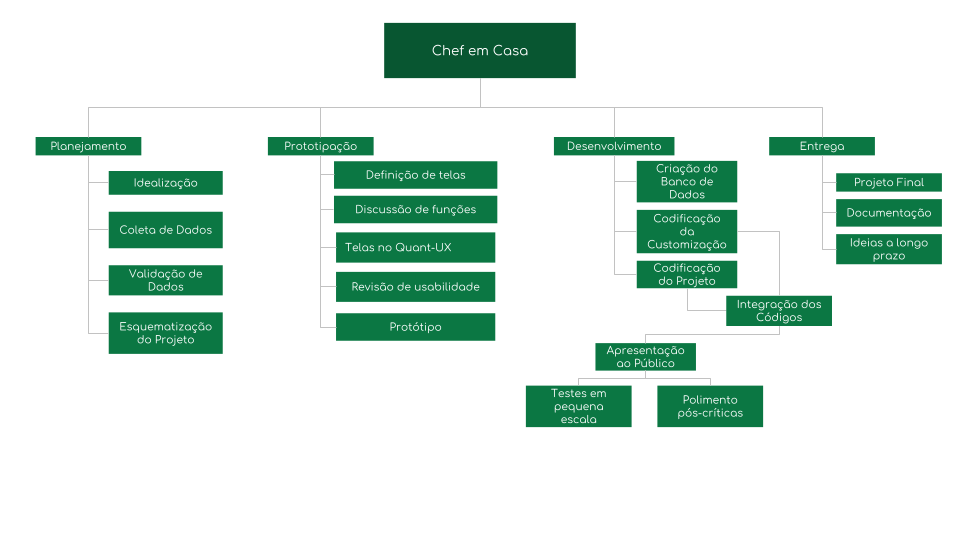 Chef em Casa
Planejamento
Idealização
Coleta de Dados
Validação de
Dados
Esquematização
do Projeto
Prototipação
Definição de telas
Discussão de funções
Telas no Quant-UX
Revisão de usabilidade
Protótipo
Desenvolvimento
Criação do
Banco de
Dados
Codificação
da
Customização
Codificação
do Projeto
Integração dos
Códigos
Apresentação
ao Público
Testes em
pequena
escala
Polimento
pós-críticas
Entrega
Projeto Final
Documentação
Ideias a longo
prazo